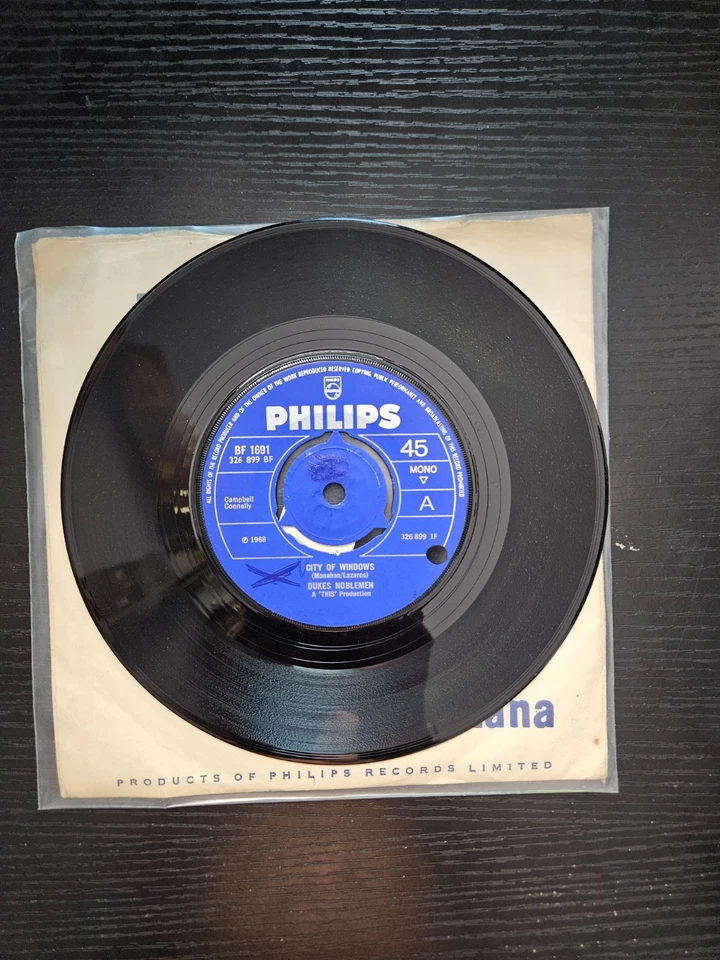 ALL RIGHTS OF THE RECORD PRODUCER AND OF THE OWNER OF THE WORK REPRODUCED RESERVED COPYING, PUBLIC PERFORMANCE AND BROADCASTING OF THIS RECORD PROHIBITED
PHILIPS
PHILIPS
BF 1691
326 899 BF
45
MONO
Campbell
Connelly
A
℗ 1968
326 899 1F
CITY OF WINDOWS
(Monahan/Lazaros)
DUKES NOBLEMEN
A "THIS" Production
PRODUCTS OF PHILIPS RECORDS LIMITED